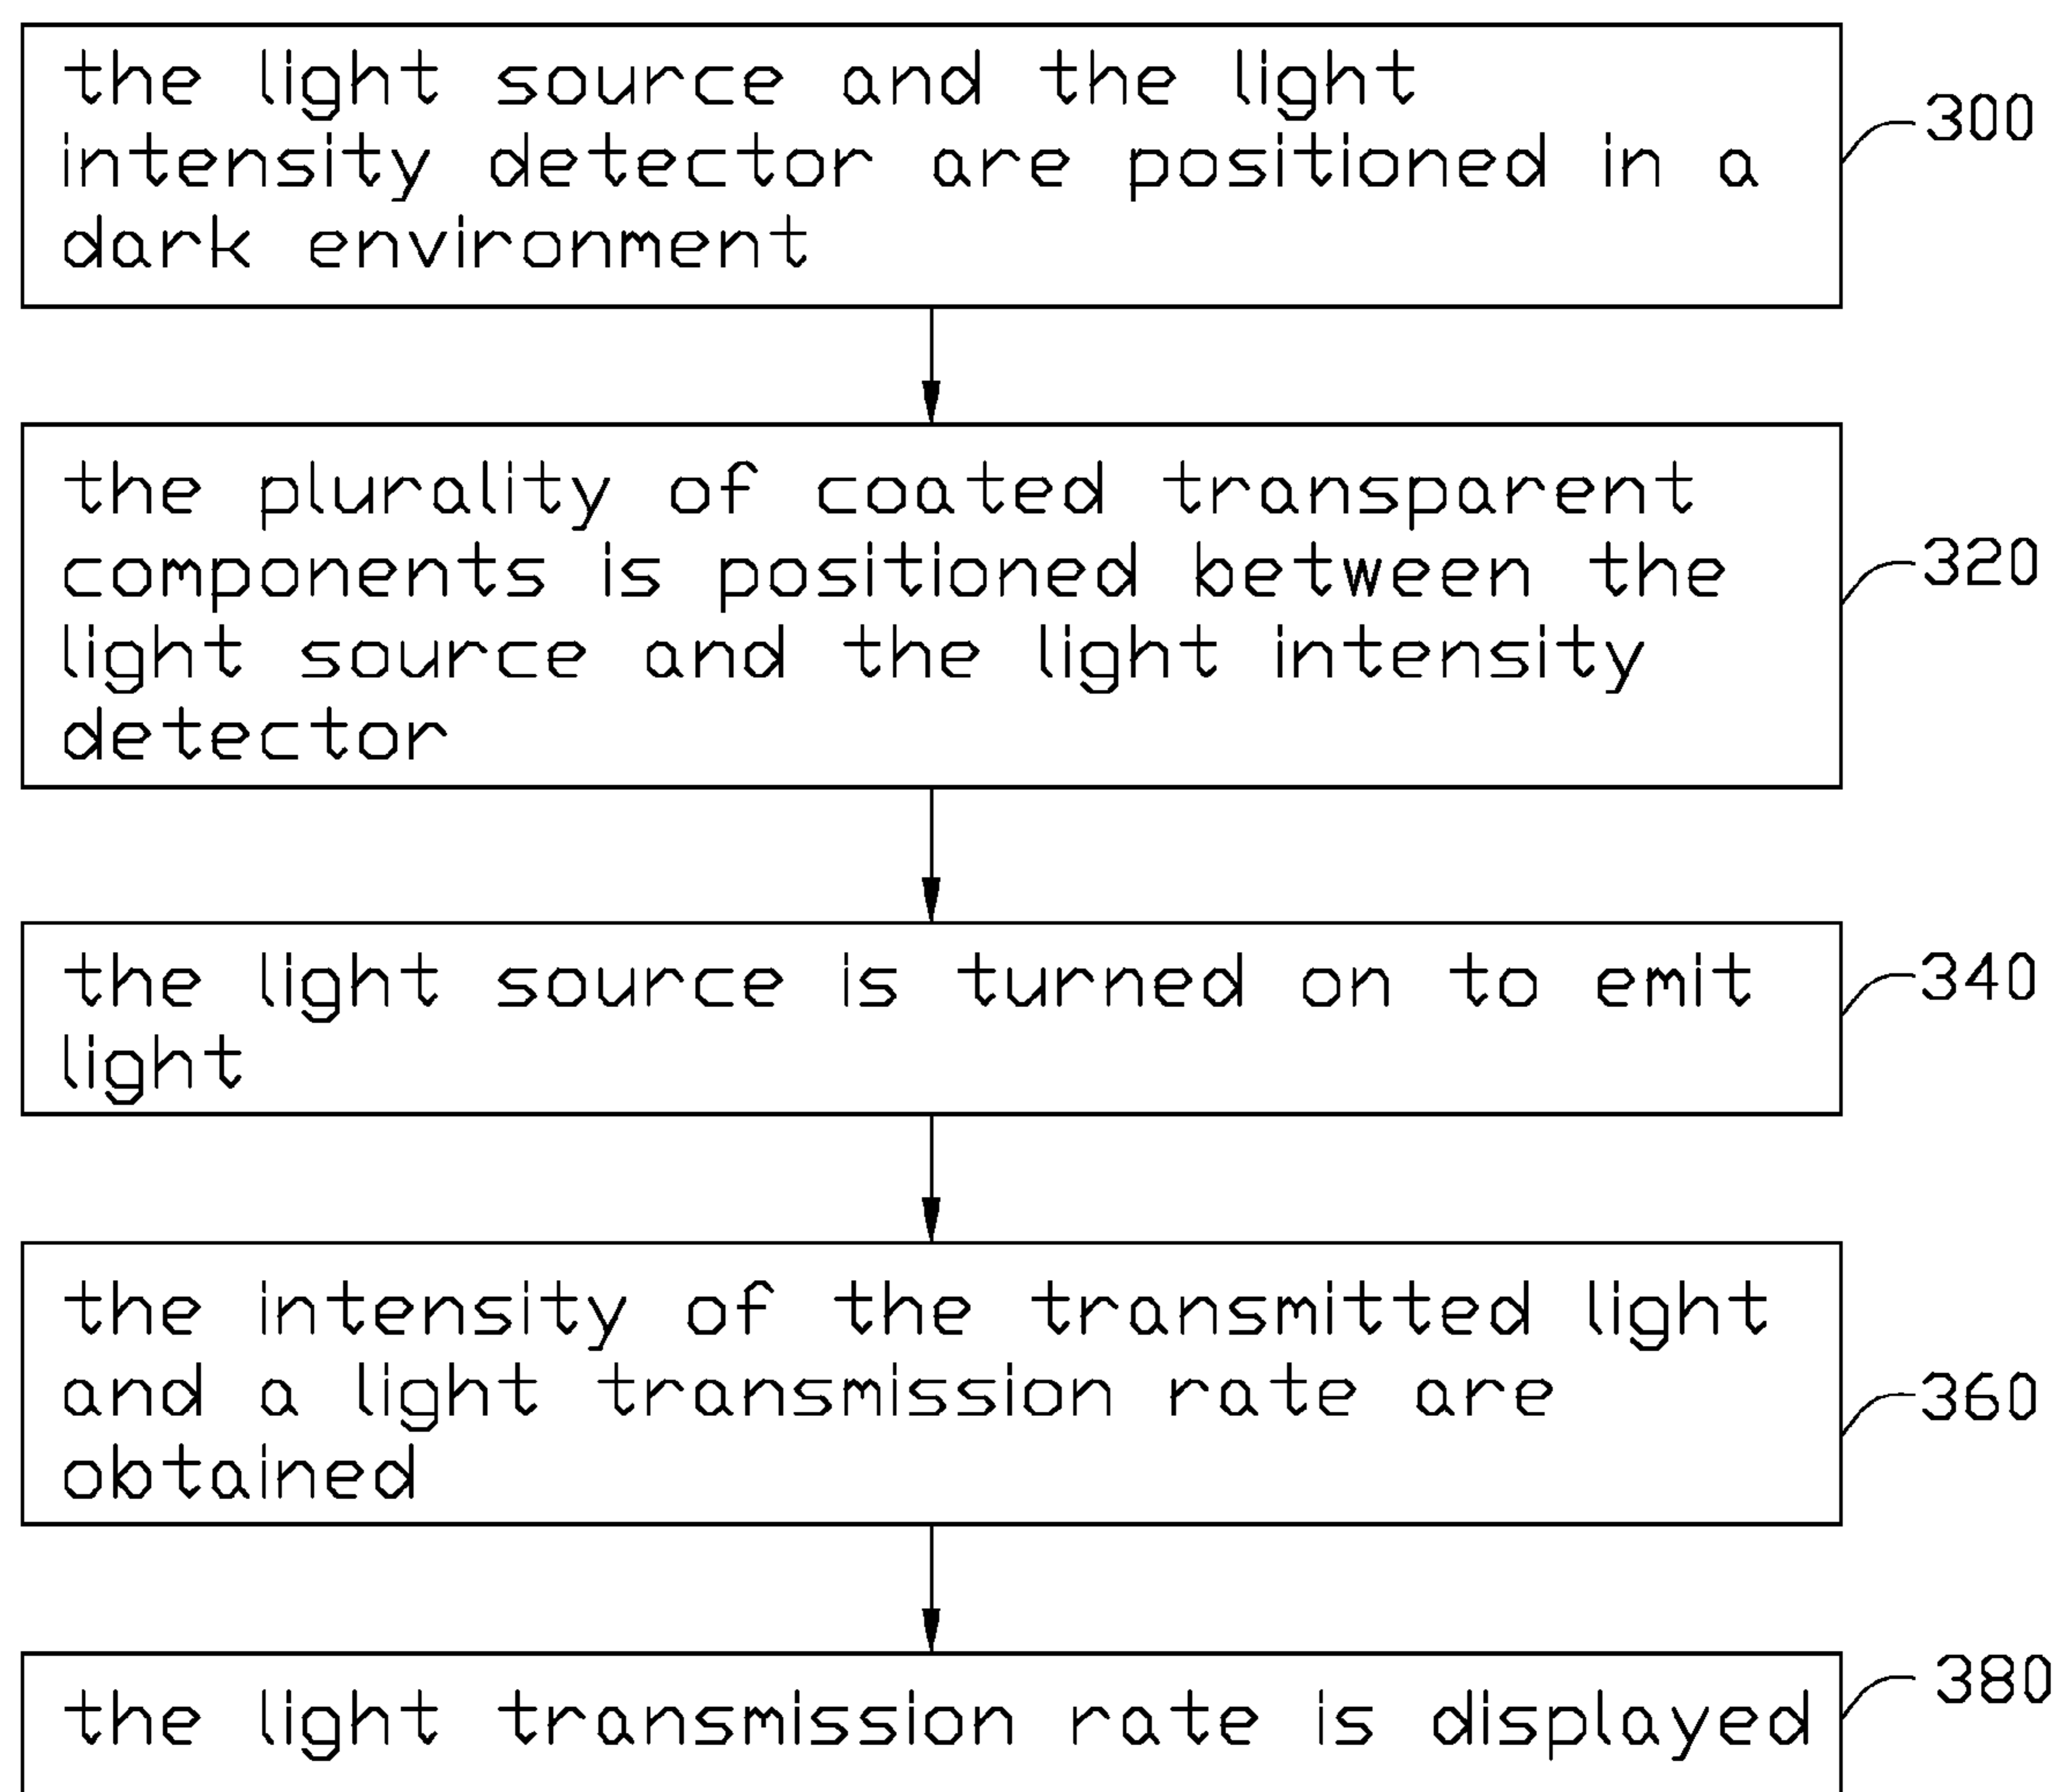 the light source and the light
intensity detector are positioned in a
dark environment
300
the plurality of coated transparent
components is positioned between the
light source and the light intensity
detector
320
the light source is turned on to emit
light
340
the intensity of the transmitted light
and a light transmission rate are
obtained
360
the light transmission rate is displayed
380